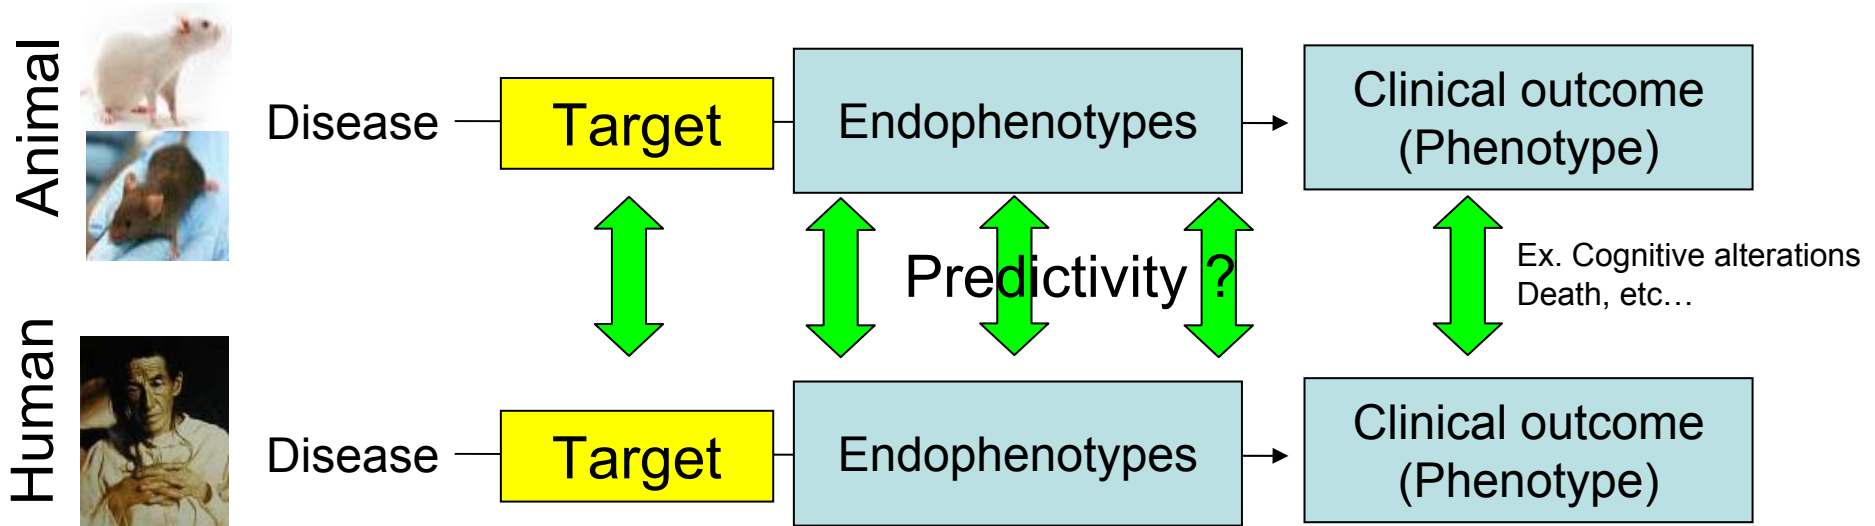 Animal
Disease
Target
Endophenotypes
Clinical outcome
(Phenotype)
Predictivity ?
Ex. Cognitive alterations
Death, etc…
Human
Disease
Target
Endophenotypes
Clinical outcome
(Phenotype)